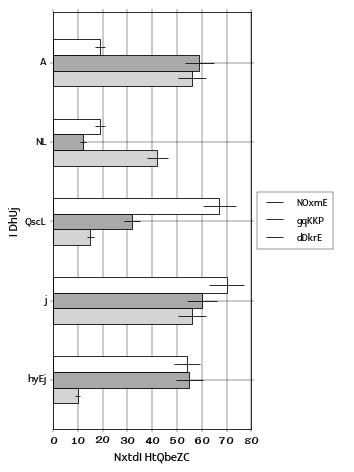 A
NL
QscL
j
hyEj
I DhUj
0 10 20 30 40 50 60 70 80
NxtdI HtQbeZC
NOxmE
gqKKP
dDkrE